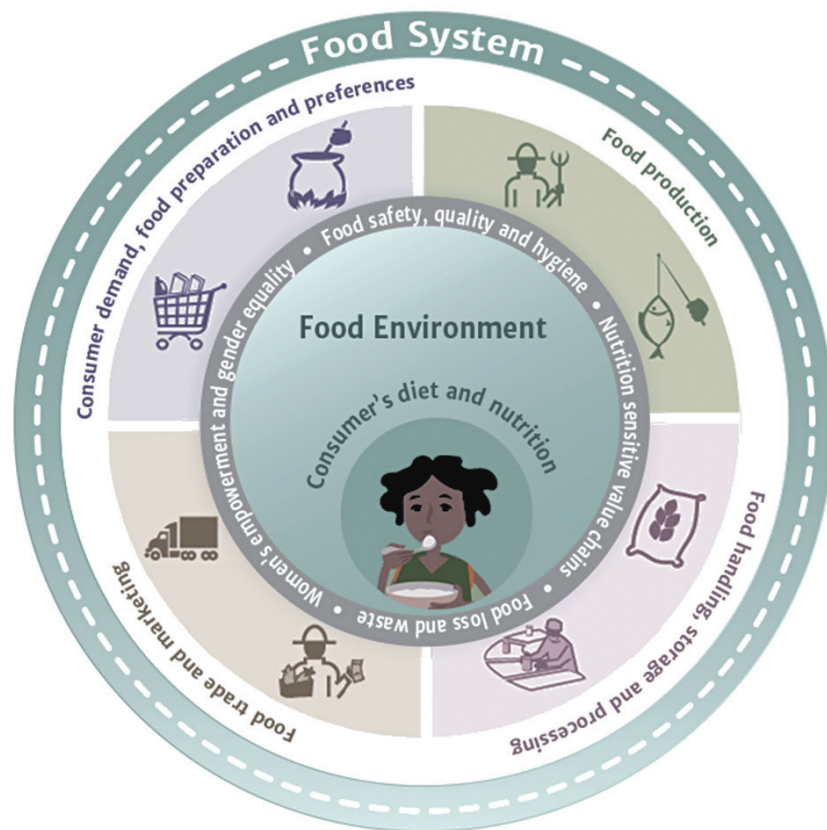 Food System
Consumer demand, food preparation and preferences
Food production
Food handling, storage and processing
Food trade and marketing
Food safety, quality and hygiene • Nutrition sensitive value chains • Food loss and waste • Women's empowerment and gender equality •
Food Environment
Consumer's diet and nutrition